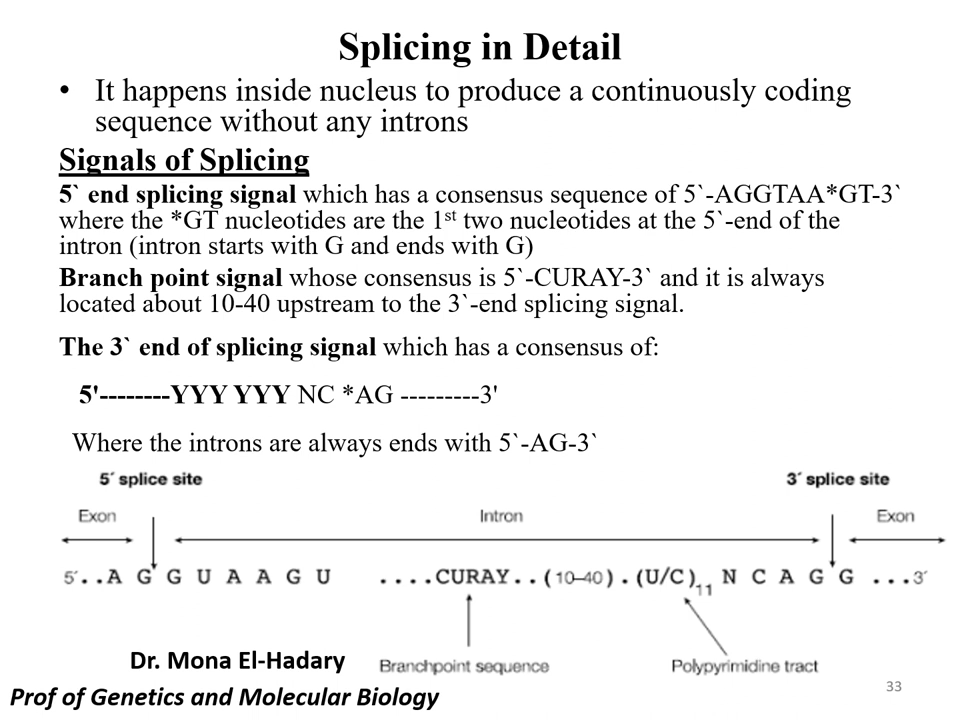 Splicing in Detail
• It happens inside nucleus to produce a continuously coding
sequence without any introns
Signals of Splicing
5` end splicing signal which has a consensus sequence of 5`-AGGTAA*GT-3`
where the *GT nucleotides are the 1st two nucleotides at the 5`-end of the
intron (intron starts with G and ends with G)
Branch point signal whose consensus is 5`-CURAY-3` and it is always
located about 10-40 upstream to the 3`-end splicing signal.
The 3` end of splicing signal which has a consensus of:
5'--------YYY YYY NC *AG ---------3'
Where the introns are always ends with 5`-AG-3`
5´ splice site 3´ splice site
Exon Intron Exon
5´..A G G U A A G U ....CURAY..(10–40).(U/C)11 N C A G G ...3´
Branchpoint sequence Polypyrimidine tract
Dr. Mona El-Hadary
Prof of Genetics and Molecular Biology
33